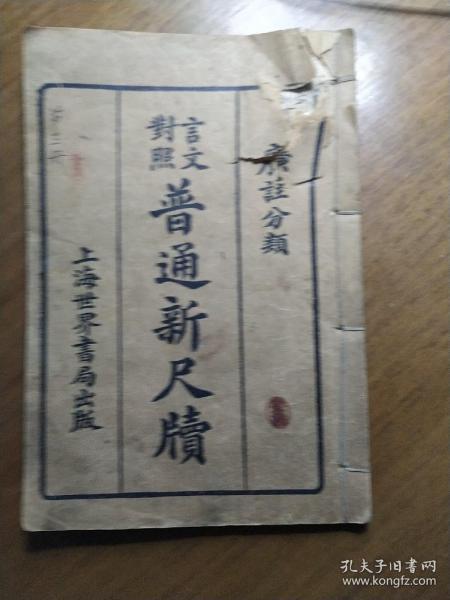 廣註分類
言文對照
普通新尺牘
上海世界書局出版
孔夫子旧书网
www.kongfz.com